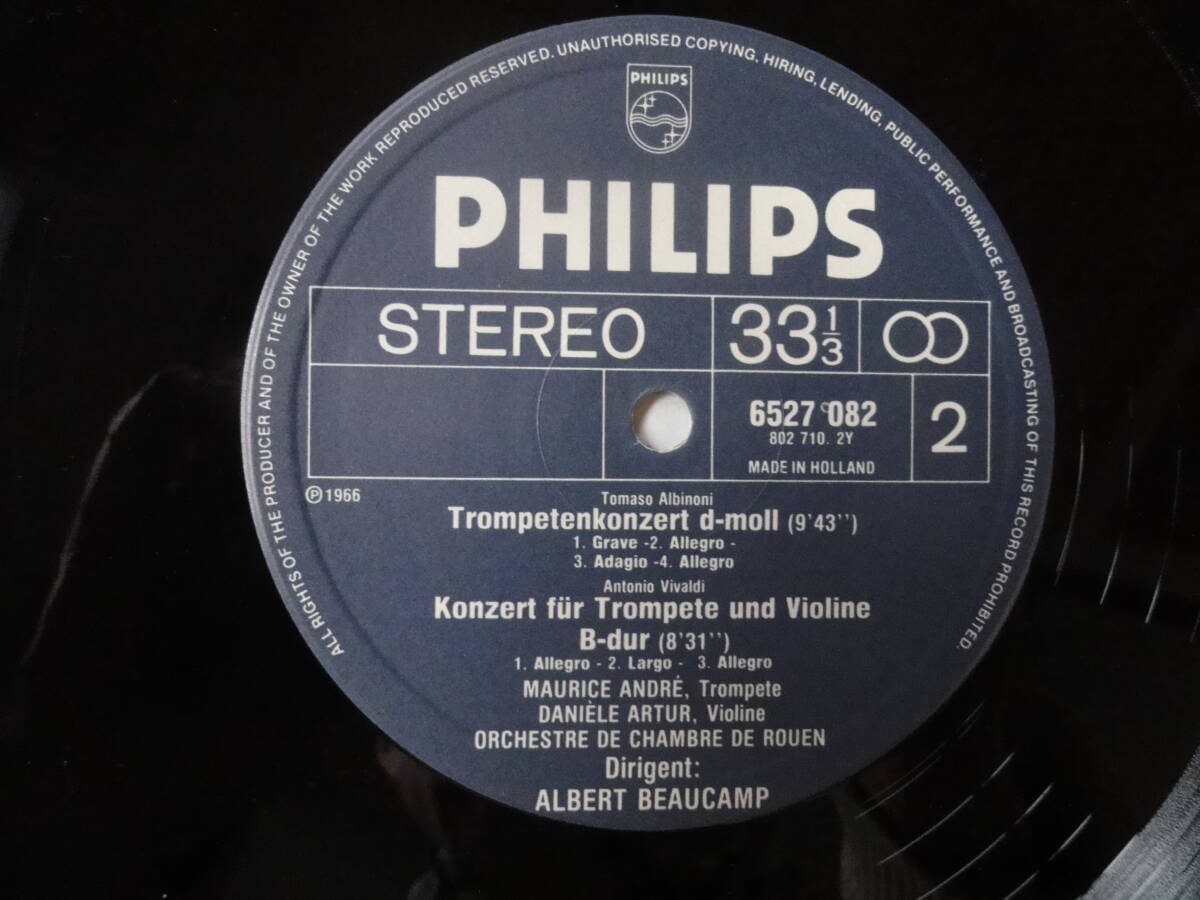 ALL RIGHTS OF THE PRODUCER AND OF THE OWNER OF THE WORK REPRODUCED RESERVED. UNAUTHORISED COPYING, HIRING, LENDING, PUBLIC PERFORMANCE AND BROADCASTING OF THIS RECORD PROHIBITED.
PHILIPS
PHILIPS
STEREO 33 1/3
6527 082 2
802 710. 2Y
MADE IN HOLLAND
℗ 1966
Tomaso Albinoni
Trompetenkonzert d-moll (9'43'')
1. Grave -2. Allegro -
3. Adagio -4. Allegro
Antonio Vivaldi
Konzert für Trompete und Violine
B-dur (8'31'')
1. Allegro - 2. Largo - 3. Allegro
MAURICE ANDRÉ, Trompete
DANIÈLE ARTUR, Violine
ORCHESTRE DE CHAMBRE DE ROUEN
Dirigent:
ALBERT BEAUCAMP